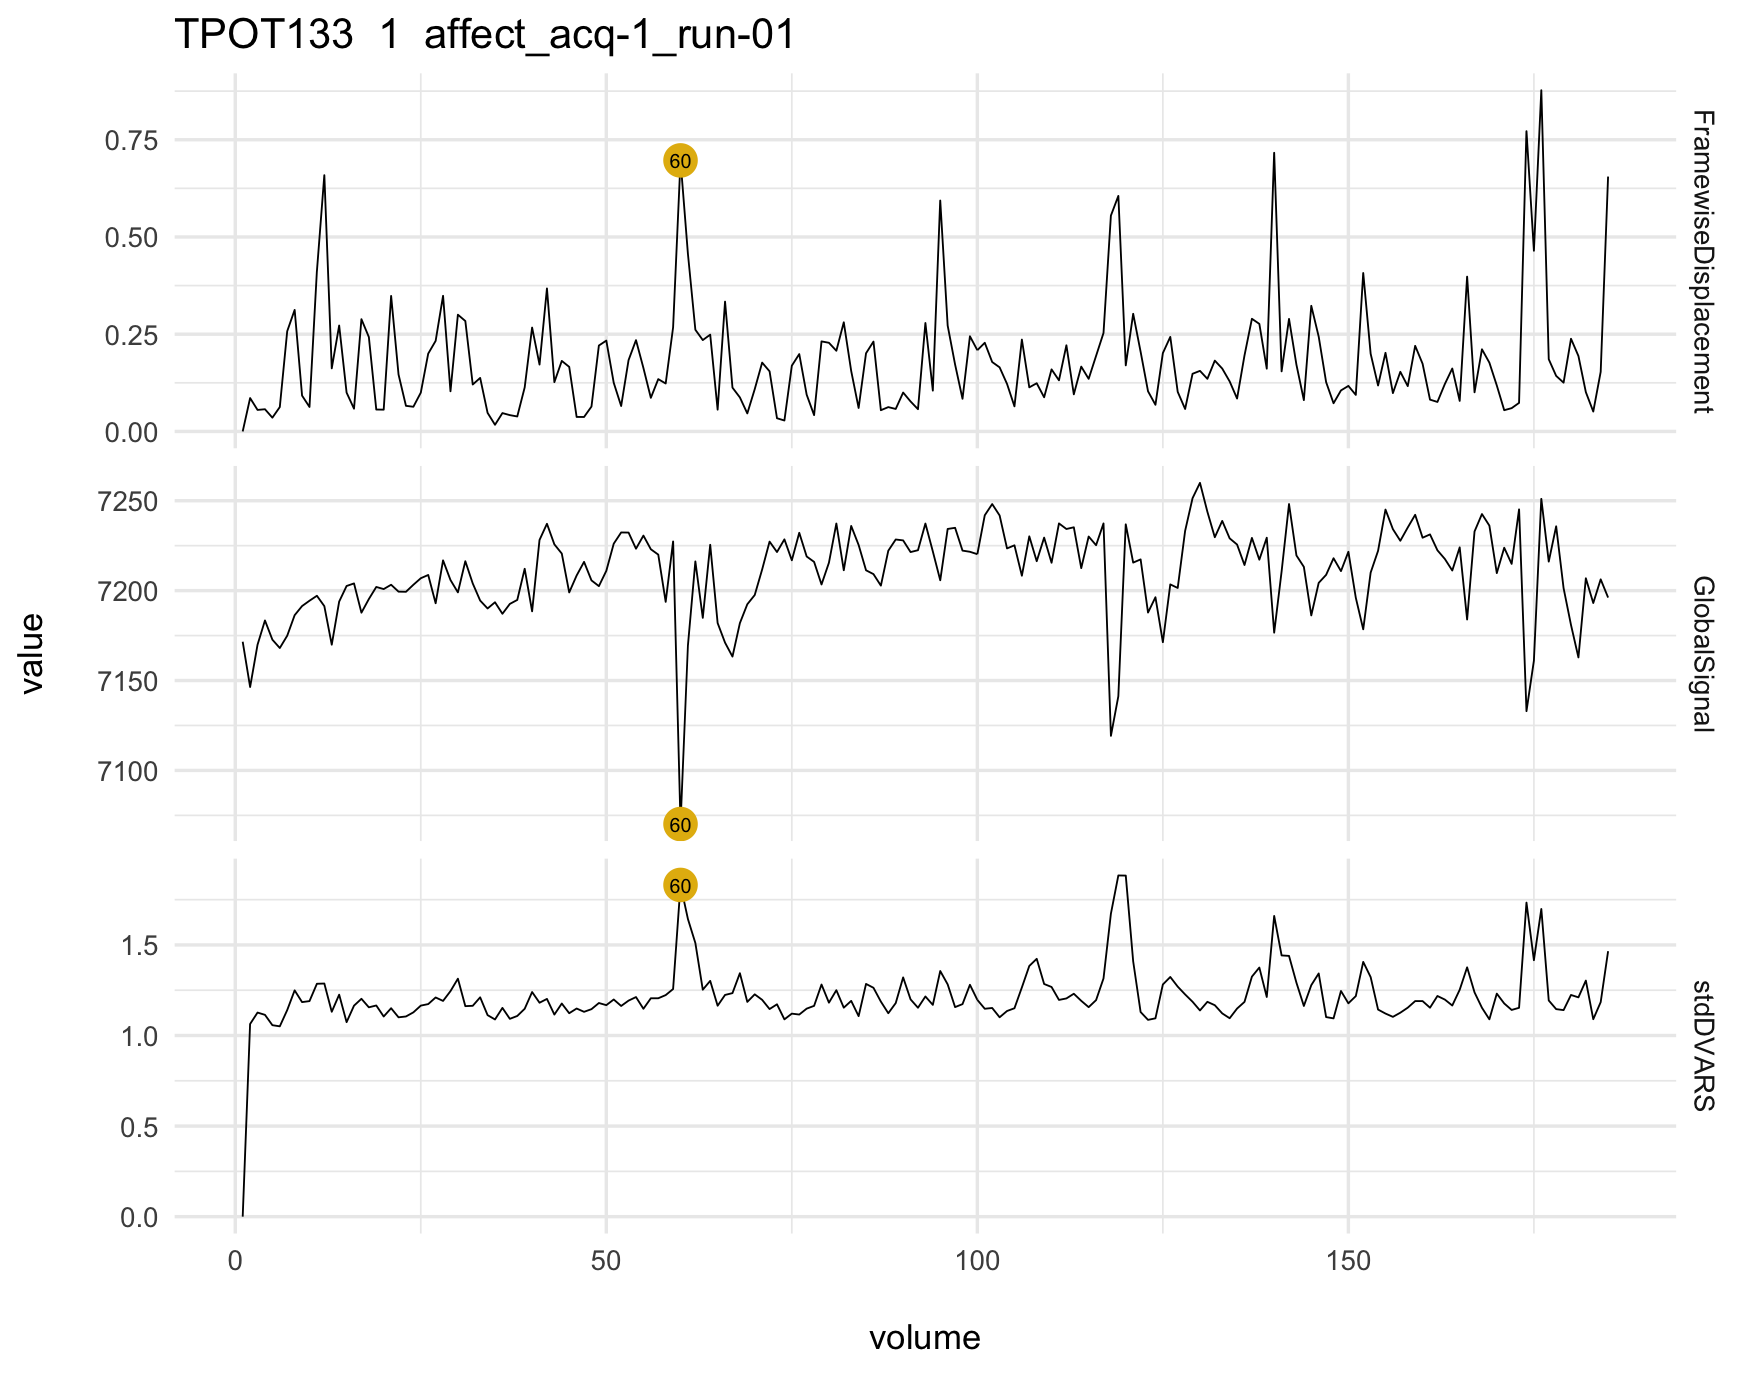 TPOT133 1 affect_acq-1_run-01
value
0.75
0.50
0.25
0.00
60
FramewiseDisplacement
7250
7200
7150
7100
60
GlobalSignal
1.5
1.0
0.5
0.0
60
stdDVARS
0 50 100 150
volume